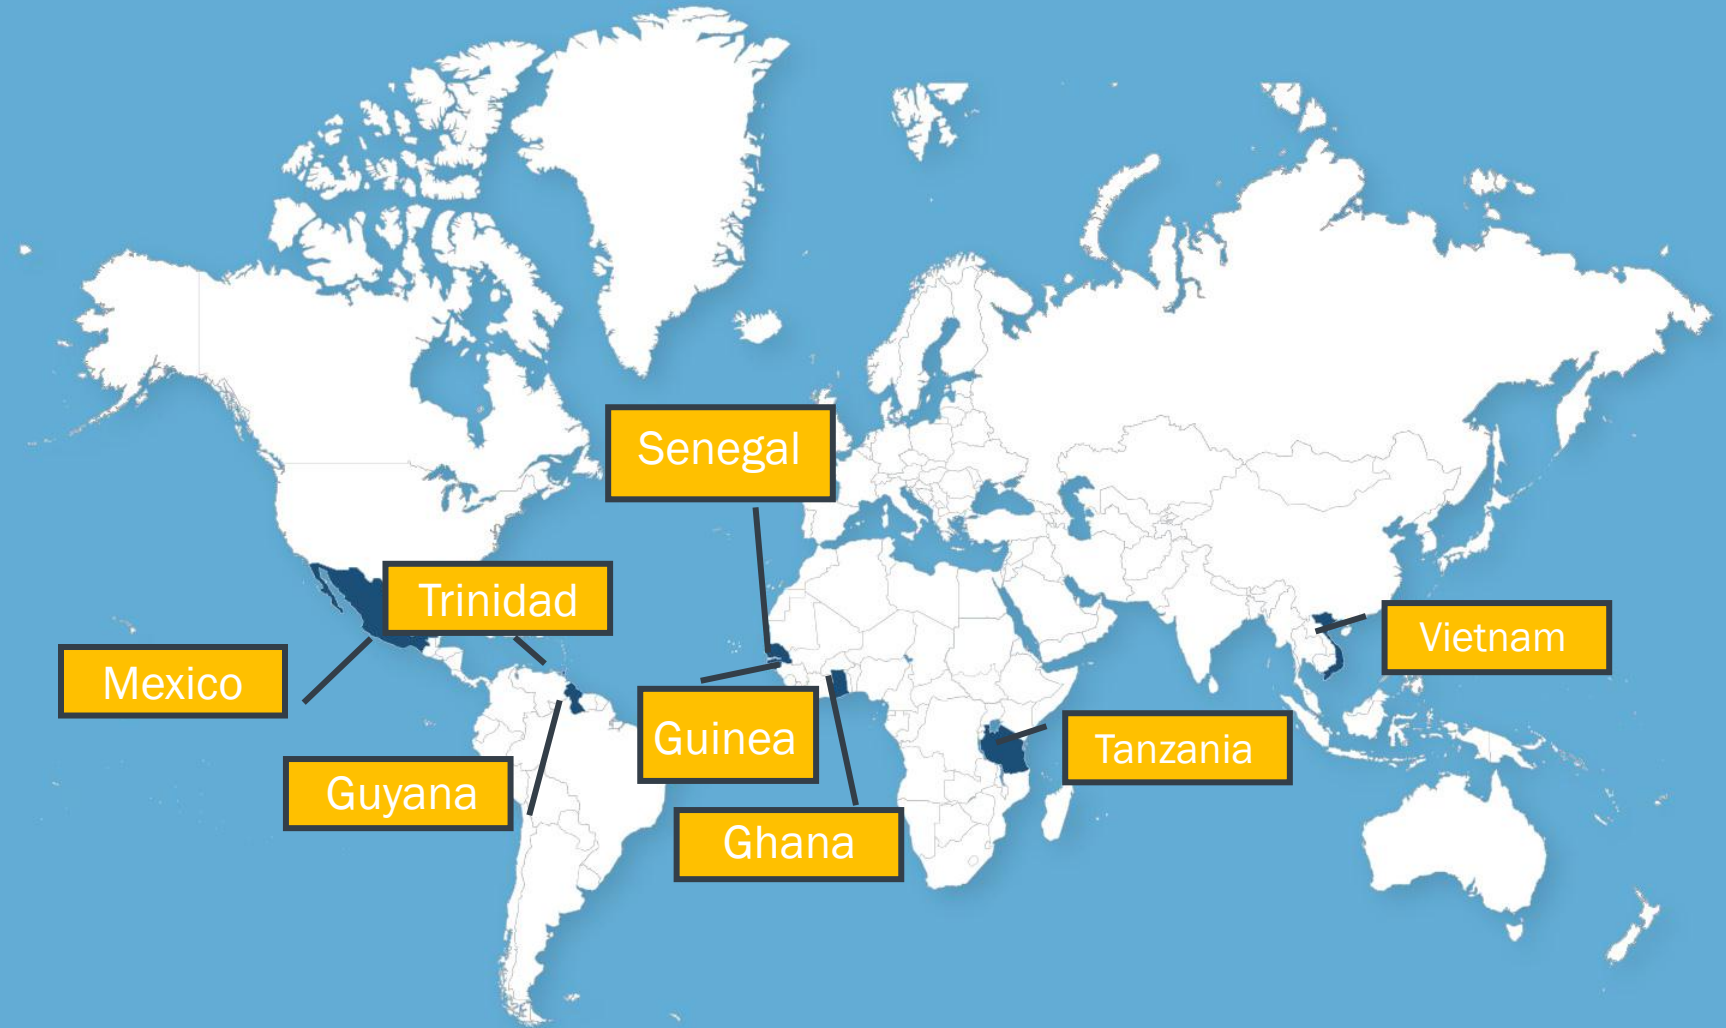 Senegal
Trinidad
Mexico
Vietnam
Guinea
Tanzania
Guyana
Ghana